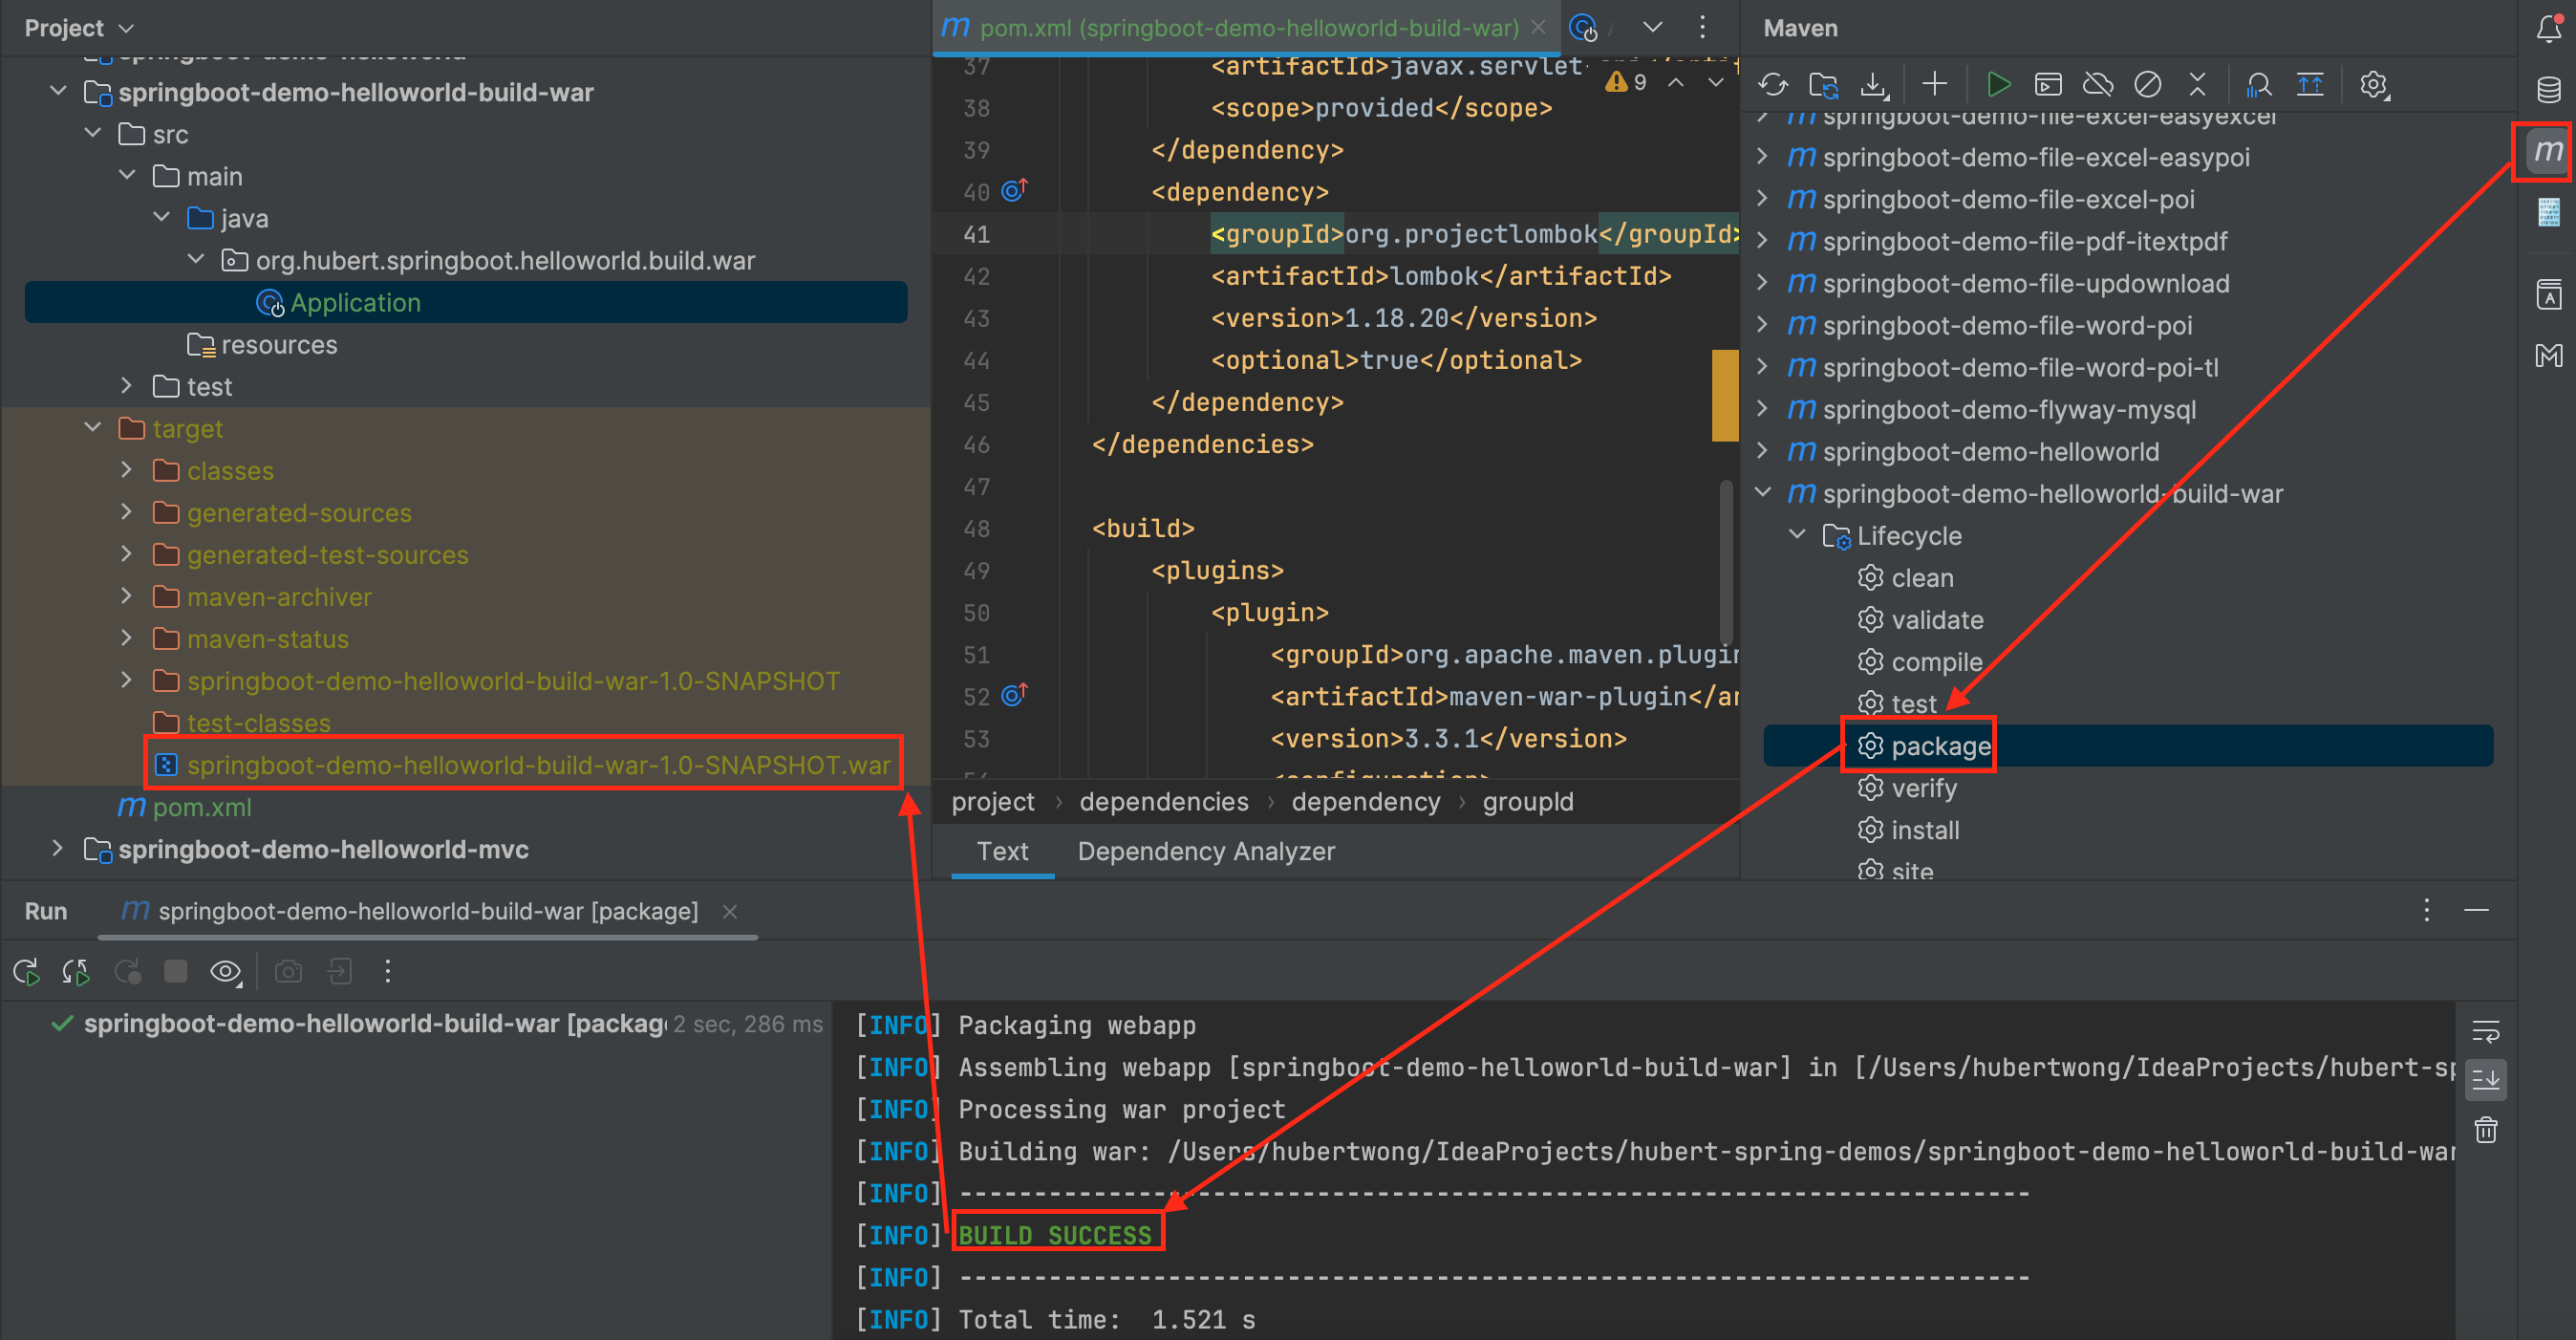 Project
springboot-demo-helloworld
springboot-demo-helloworld-build-war
src
main
java
org.hubert.springboot.helloworld.build.war
Application
resources
test
target
classes
generated-sources
generated-test-sources
maven-archiver
maven-status
springboot-demo-helloworld-build-war-1.0-SNAPSHOT
test-classes
springboot-demo-helloworld-build-war-1.0-SNAPSHOT.war
pom.xml
springboot-demo-helloworld-mvc
pom.xml (springboot-demo-helloworld-build-war)
9
37 <artifactId>javax.servlet-
38 <scope>provided</scope>
39 </dependency>
40 <dependency>
41 <groupId>org.projectlombok</groupId>
42 <artifactId>lombok</artifactId>
43 <version>1.18.20</version>
44 <optional>true</optional>
45 </dependency>
46 </dependencies>
47
48 <build>
49 <plugins>
50 <plugin>
51 <groupId>org.apache.maven.plugin
52 <artifactId>maven-war-plugin</ar
53 <version>3.3.1</version>
54 <configuration>
project > dependencies > dependency > groupId
Text Dependency Analyzer
Maven
springboot-demo-file-excel-easyexcel
springboot-demo-file-excel-easypoi
springboot-demo-file-excel-poi
springboot-demo-file-pdf-itextpdf
springboot-demo-file-updownload
springboot-demo-file-word-poi
springboot-demo-file-word-poi-tl
springboot-demo-flyway-mysql
springboot-demo-helloworld
springboot-demo-helloworld-build-war
Lifecycle
clean
validate
compile
test
package
verify
install
site
Run springboot-demo-helloworld-build-war [package]
springboot-demo-helloworld-build-war [packag 2 sec, 286 ms
[INFO] Packaging webapp
[INFO] Assembling webapp [springboot-demo-helloworld-build-war] in [/Users/hubertwong/IdeaProjects/hubert-sp
[INFO] Processing war project
[INFO] Building war: /Users/hubertwong/IdeaProjects/hubert-spring-demos/springboot-demo-helloworld-build-war
[INFO] ------------------------------------------------------------------------
[INFO] BUILD SUCCESS
[INFO] ------------------------------------------------------------------------
[INFO] Total time:  1.521 s